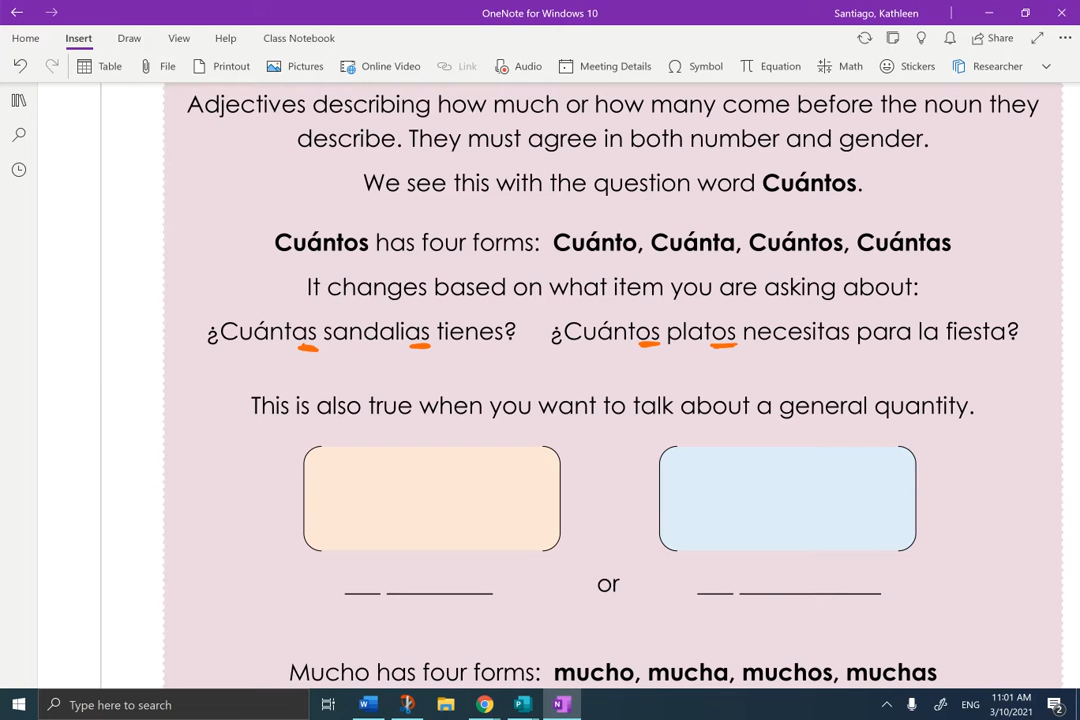 OneNote for Windows 10
Santiago, Kathleen
Home Insert Draw View Help Class Notebook
Share
Table File Printout Pictures Online Video Link Audio Meeting Details Symbol Equation Math Stickers Researcher
Adjectives describing how much or how many come before the noun they
describe. They must agree in both number and gender.
We see this with the question word Cuántos.
Cuántos has four forms: Cuánto, Cuánta, Cuántos, Cuántas
It changes based on what item you are asking about:
¿Cuántas sandalias tienes? ¿Cuántos platos necesitas para la fiesta?
This is also true when you want to talk about a general quantity.
___ _________ or ___ ____________
Mucho has four forms: mucho, mucha, muchos, muchas
Type here to search
ENG
11:01 AM
3/10/2021
2